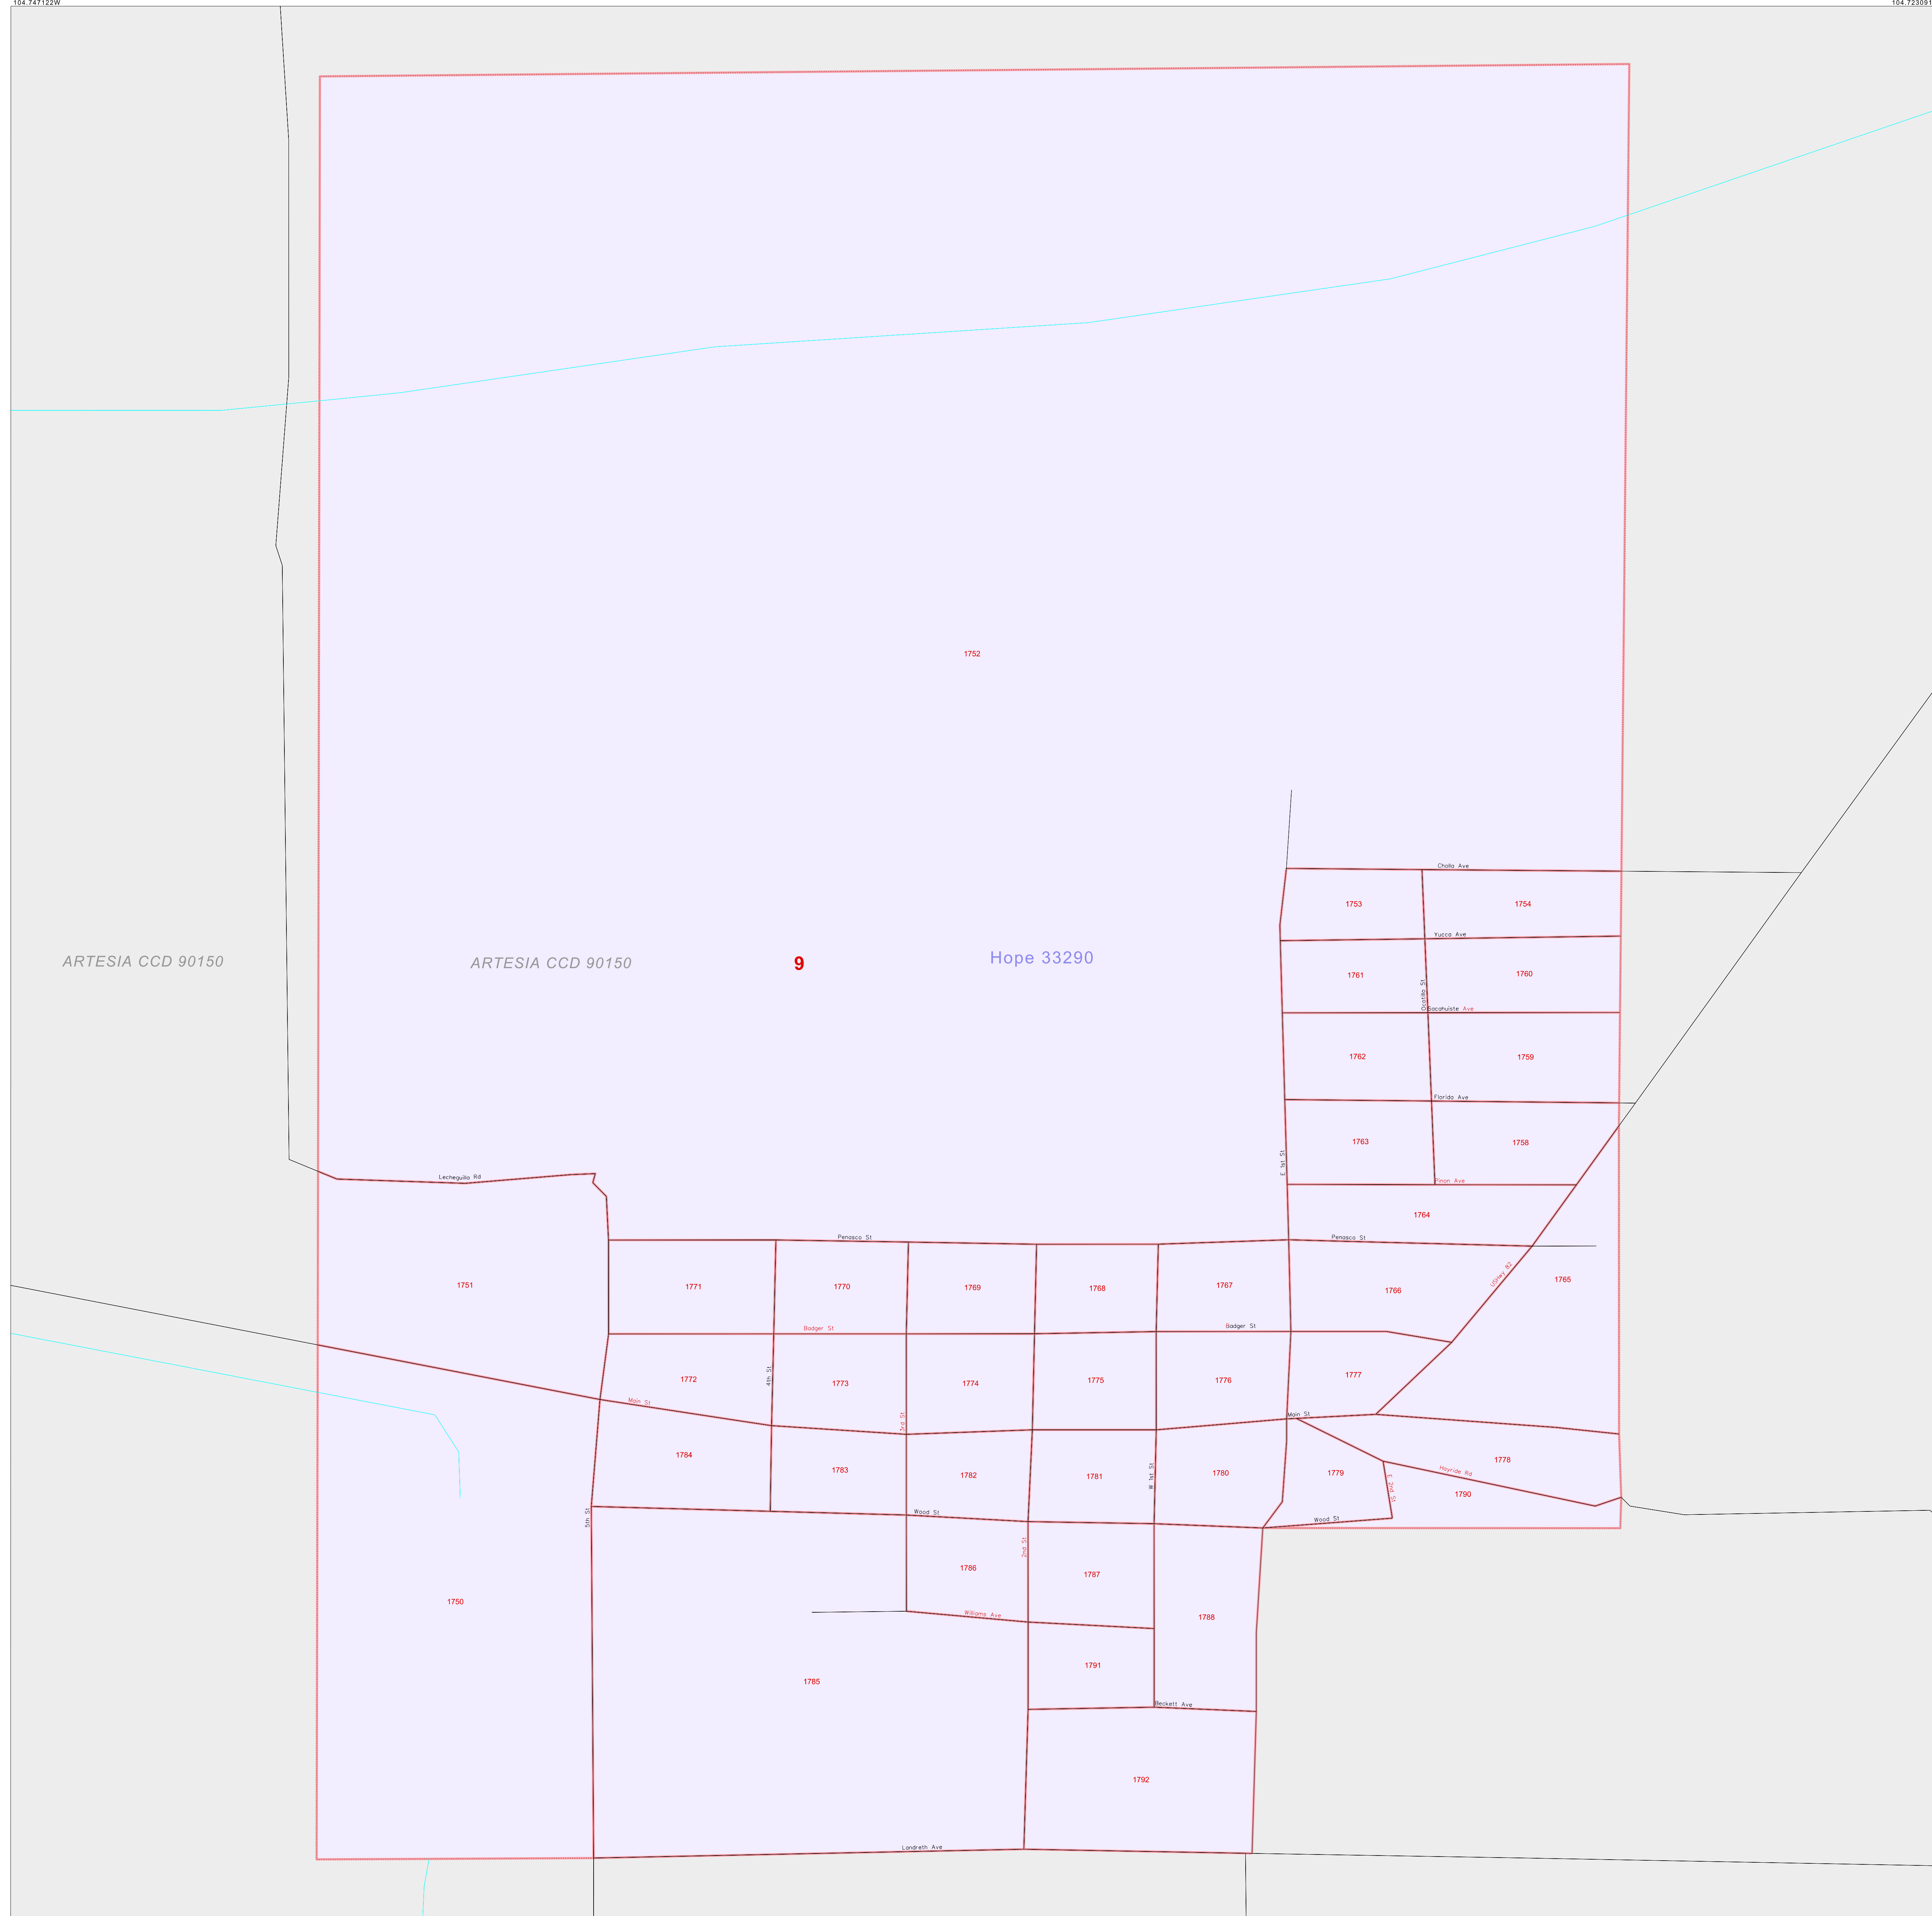 104.747122W
104.723091
1752
Cholla Ave
1753
1754
Yucca Ave
ARTESIA CCD 90150
ARTESIA CCD 90150
9
Hope 33290
1761
1760
Ocotillo St
Sacahuiste Ave
1762
1759
Florida Ave
1763
1758
E 1st St
Lecheguilla Rd
Pinon Ave
1764
Penasco St
Penasco St
1751
1771
1770
1769
1768
1767
1766
USHwy 82
1765
Badger St
Badger St
1772
4th St
1773
1774
1775
1776
1777
Main St
3rd St
Main St
1784
1783
1782
1781
W 1st St
1780
1779
E 2nd St
Hayride Rd
1778
1790
5th St
Wood St
Wood St
2nd St
1786
1787
1750
Williams Ave
1788
1785
1791
Beckett Ave
1792
Landreth Ave